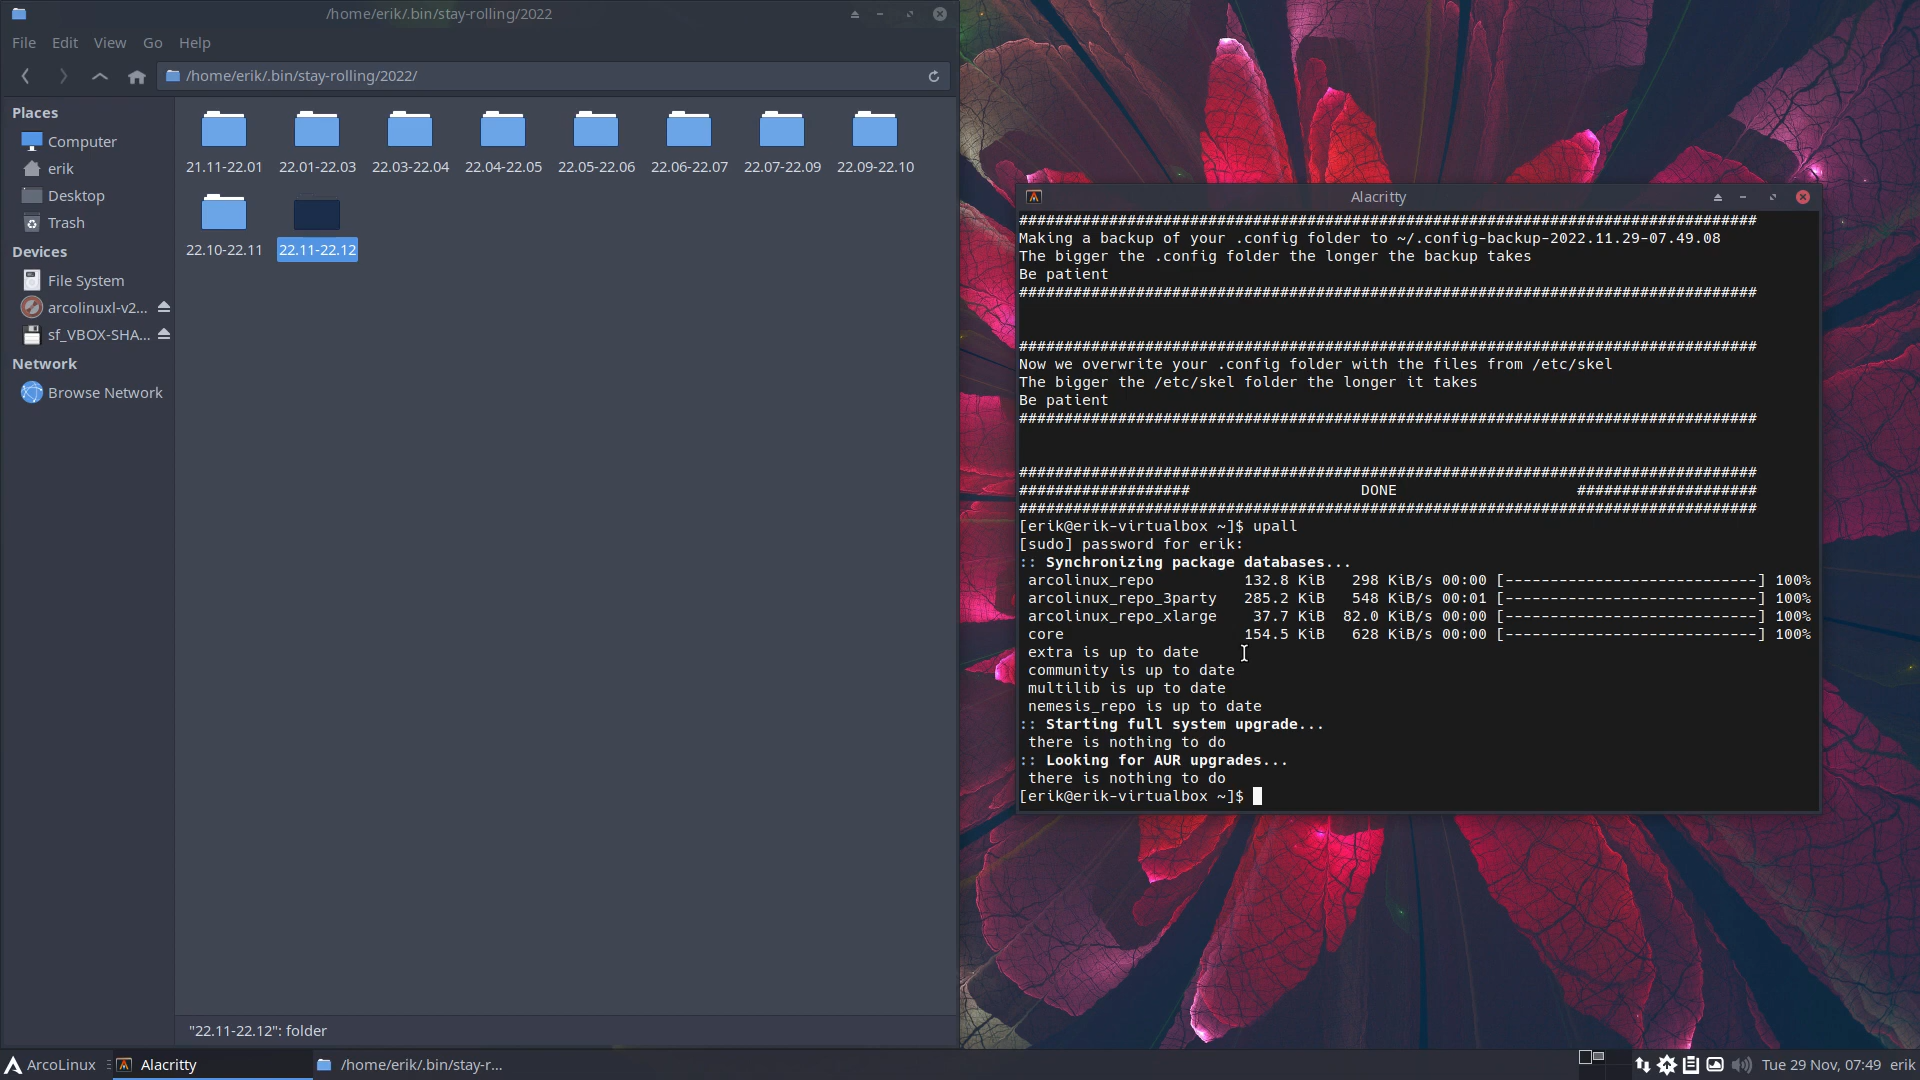 /home/erik/.bin/stay-rolling/2022
File Edit View Go Help
/home/erik/.bin/stay-rolling/2022/
Places
Computer
erik
Desktop
Trash
Devices
File System
arcolinuxl-v2...
sf_VBOX-SHA...
Network
Browse Network
21.11-22.01 22.01-22.03 22.03-22.04 22.04-22.05 22.05-22.06 22.06-22.07 22.07-22.09 22.09-22.10
22.10-22.11 22.11-22.12
"22.11-22.12": folder
Alacritty
##################################################################################
Making a backup of your .config folder to ~/.config-backup-2022.11.29-07.49.08
The bigger the .config folder the longer the backup takes
Be patient
##################################################################################
##################################################################################
Now we overwrite your .config folder with the files from /etc/skel
The bigger the /etc/skel folder the longer it takes
Be patient
##################################################################################
##################################################################################
###################                   DONE                    ####################
##################################################################################
[erik@erik-virtualbox ~]$ upall
[sudo] password for erik:
:: Synchronizing package databases...
arcolinux_repo 132.8 KiB 298 KiB/s 00:00 [----------------------------] 100%
arcolinux_repo_3party 285.2 KiB 548 KiB/s 00:01 [----------------------------] 100%
arcolinux_repo_xlarge 37.7 KiB 82.0 KiB/s 00:00 [----------------------------] 100%
core 154.5 KiB 628 KiB/s 00:00 [----------------------------] 100%
extra is up to date
community is up to date
multilib is up to date
nemesis_repo is up to date
:: Starting full system upgrade...
there is nothing to do
:: Looking for AUR upgrades...
there is nothing to do
[erik@erik-virtualbox ~]$
ArcoLinux Alacritty /home/erik/.bin/stay-r... Tue 29 Nov, 07:49 erik